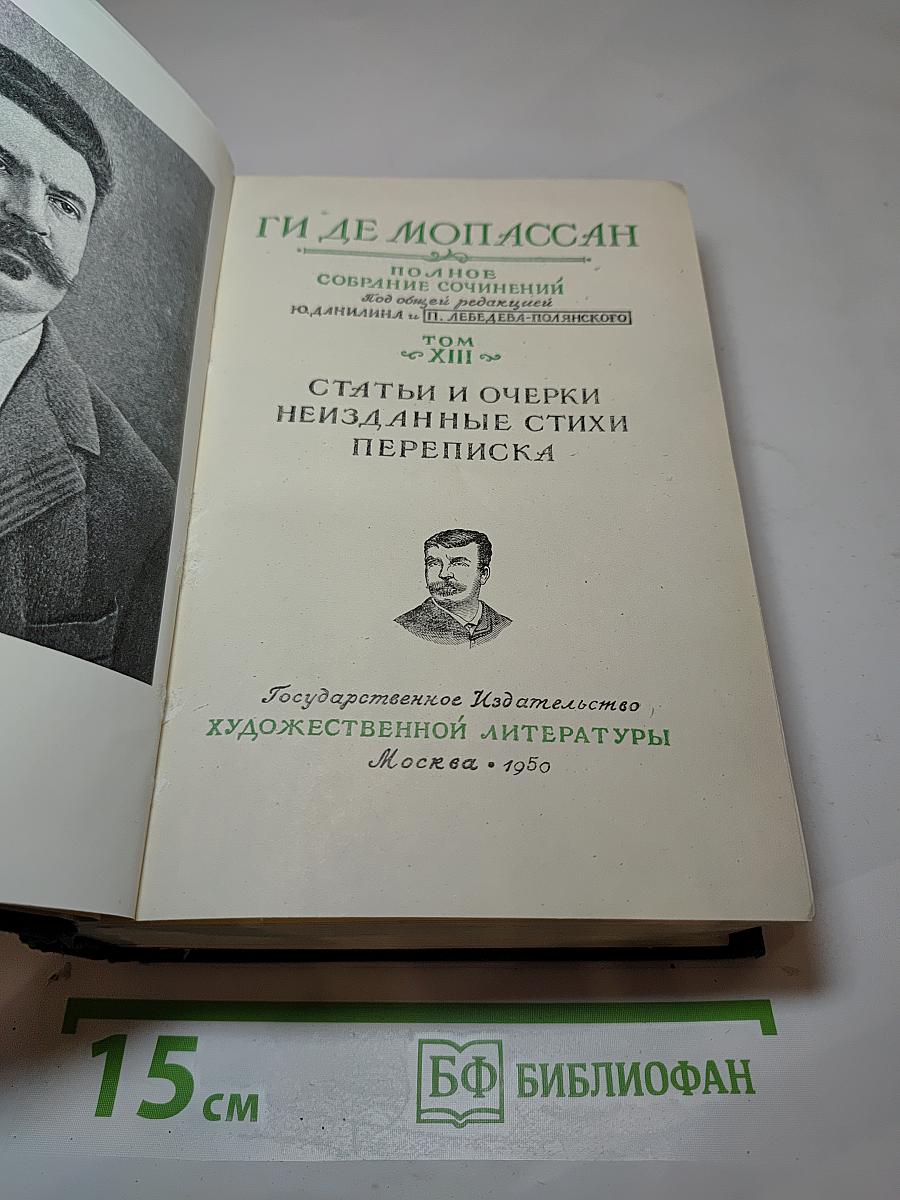 ГИ ДЕ МОПАССАН
ПОЛНОЕ
СОБРАНИЕ СОЧИНЕНИЙ
Под общей редакцией
Ю.ДАНИЛИНА и П. ЛЕБЕДЕВА-ПОЛЯНСКОГО
ТОМ
XIII
СТАТЬИ И ОЧЕРКИ
НЕИЗДАННЫЕ СТИХИ
ПЕРЕПИСКА
Государственное Издательство
ХУДОЖЕСТВЕННОЙ ЛИТЕРАТУРЫ
Москва • 1950
15 см
БФ БИБЛИОФАН